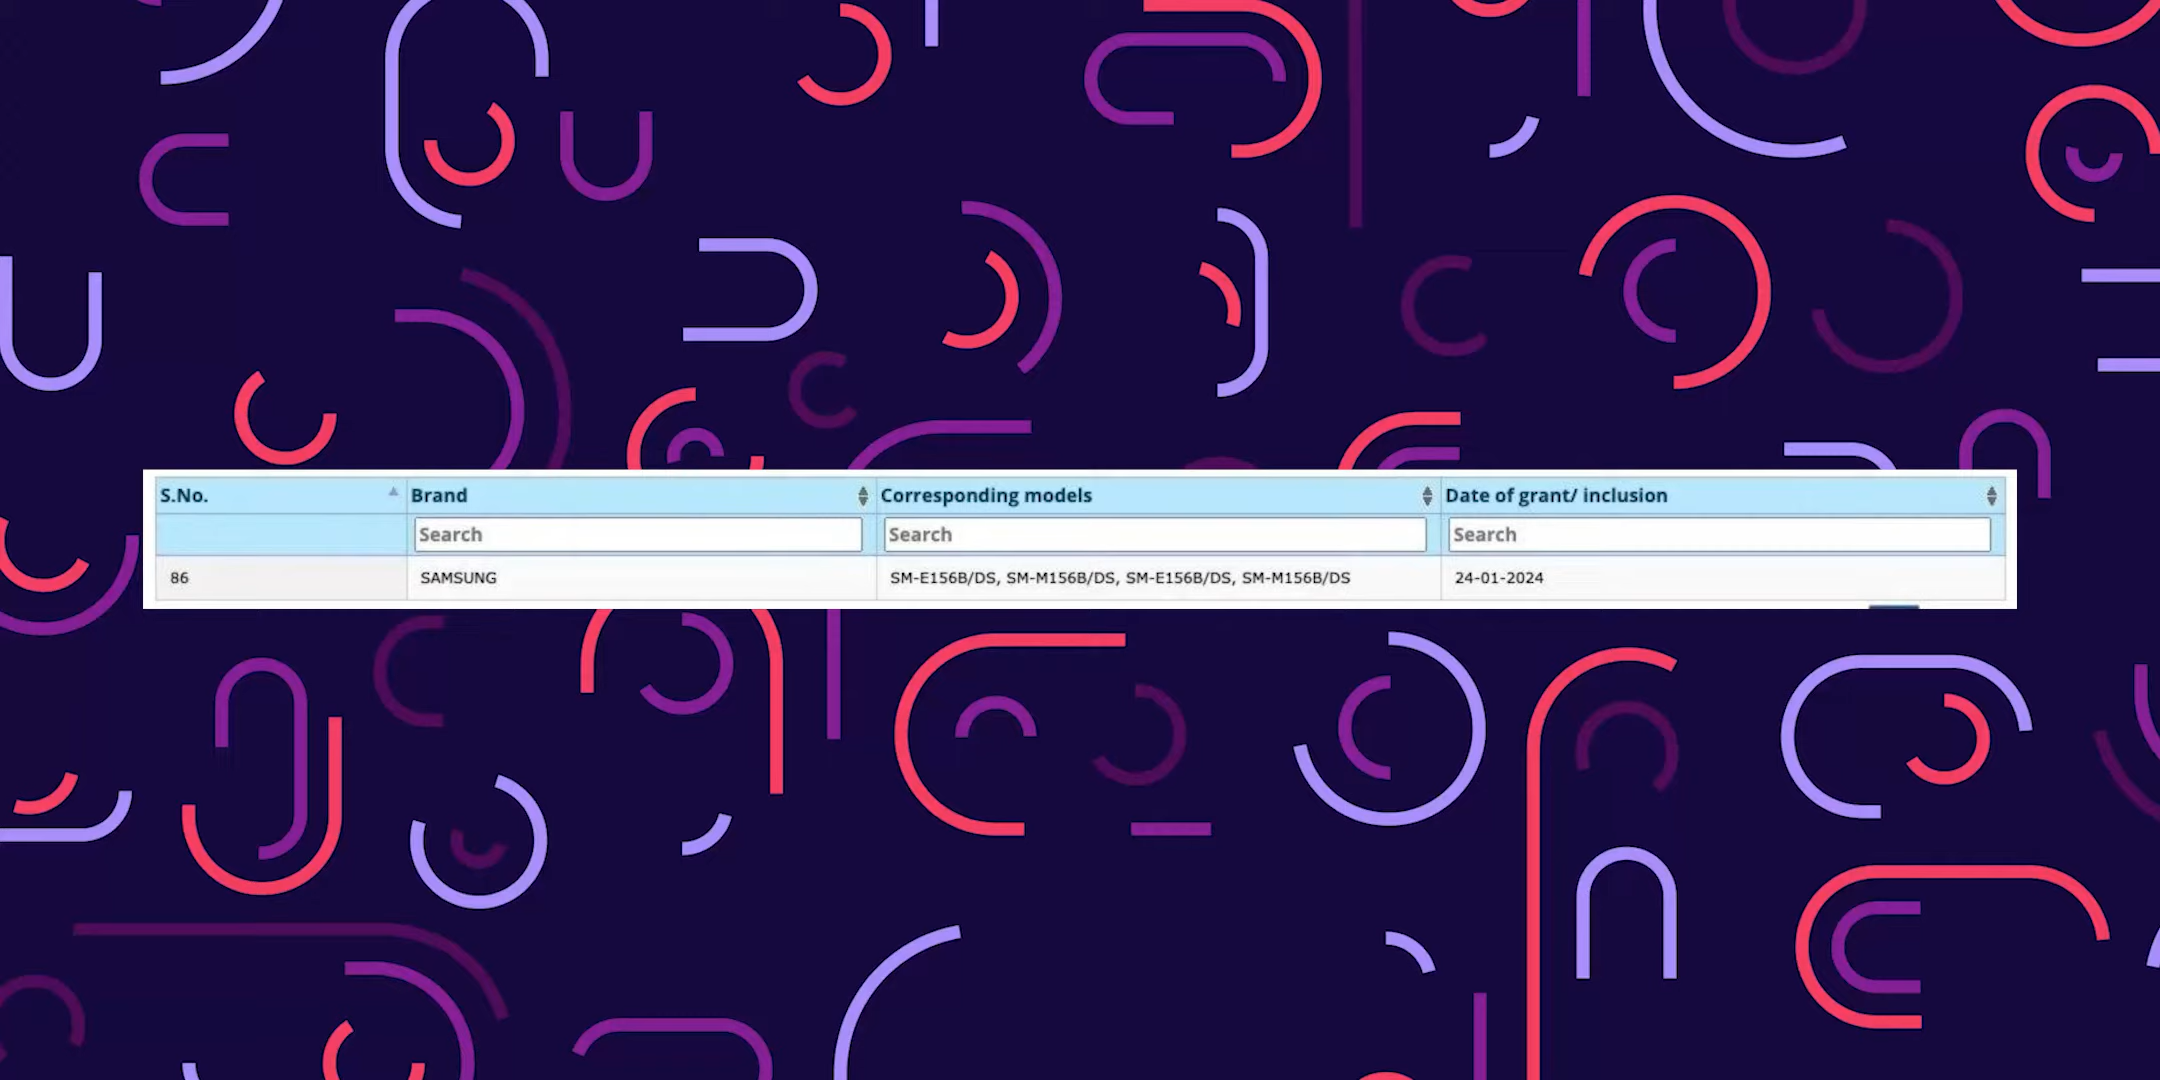 S.No. Brand Corresponding models Date of grant/ inclusion
Search Search Search
86 SAMSUNG SM-E156B/DS, SM-M156B/DS, SM-E156B/DS, SM-M156B/DS 24-01-2024